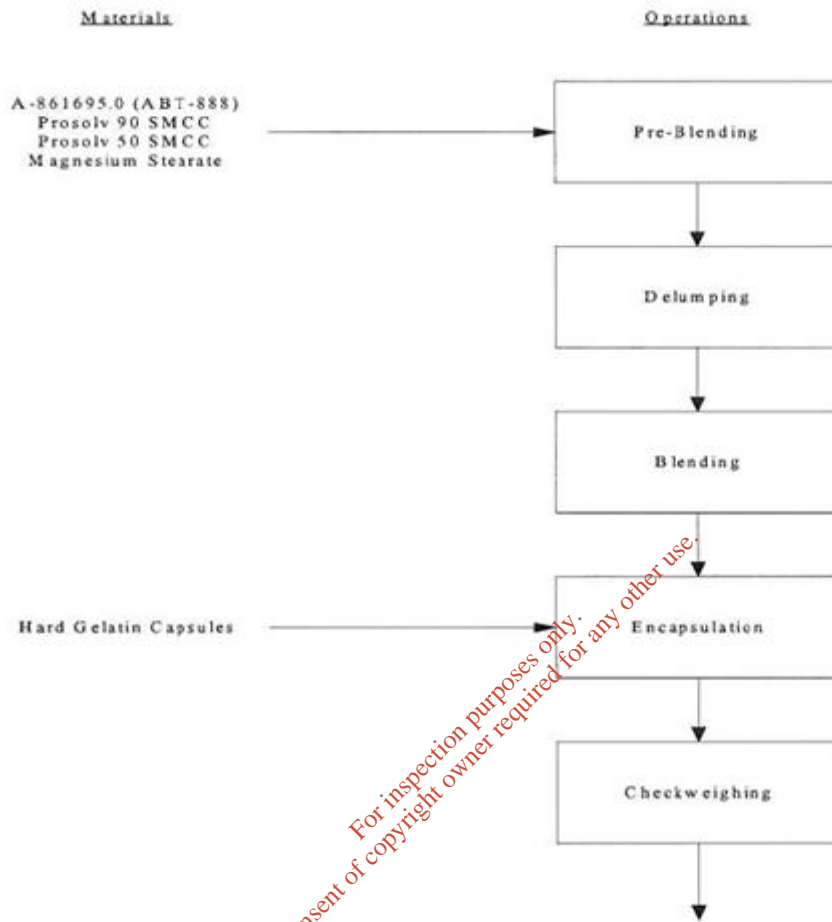 Materials
Operations
A-861695.0 (ABT-888)
Prosolv 90 SMCC
Prosolv 50 SMCC
Magnesium Stearate
Pre-Blending
Delumping
Blending
Hard Gelatin Capsules
Encapsulation
Checkweighing
For inspection purposes only.
of copyright owner required for any other use.